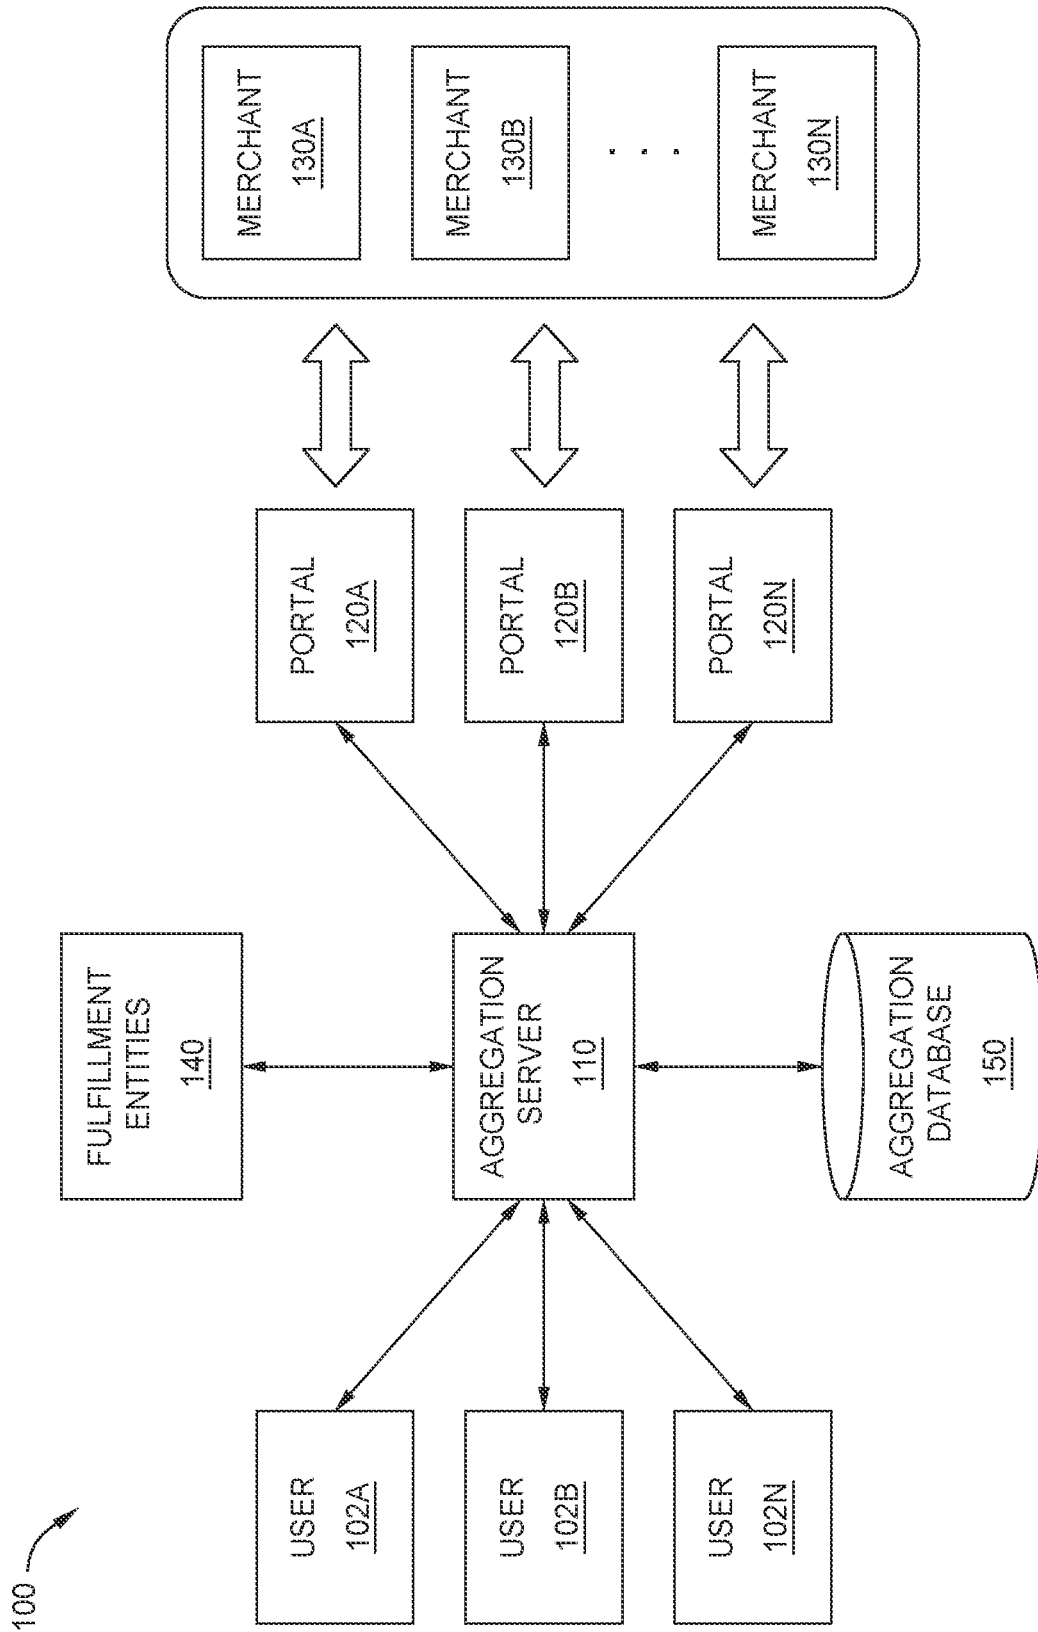 100
USER
102A
USER
102B
USER
102N
FULFILLMENT
ENTITIES
140
AGGREGATION
SERVER
110
AGGREGATION
DATABASE
150
PORTAL
120A
PORTAL
120B
PORTAL
120N
MERCHANT
130A
MERCHANT
130B
. . .
MERCHANT
130N